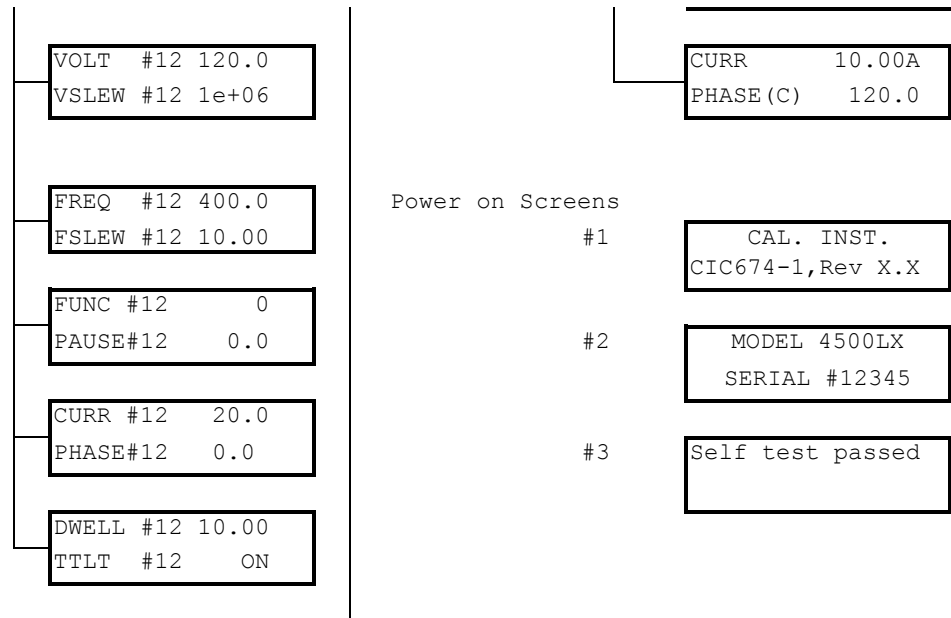 VOLT #12 120.0
VSLEW #12 1e+06
FREQ #12 400.0
FSLEW #12 10.00
FUNC #12 0
PAUSE#12 0.0
CURR #12 20.0
PHASE#12 0.0
DWELL #12 10.00
TTLT #12 ON
CURR 10.00A
PHASE(C) 120.0
Power on Screens
#1
CAL. INST.
CIC674-1,Rev X.X
#2
MODEL 4500LX
SERIAL #12345
#3
Self test passed